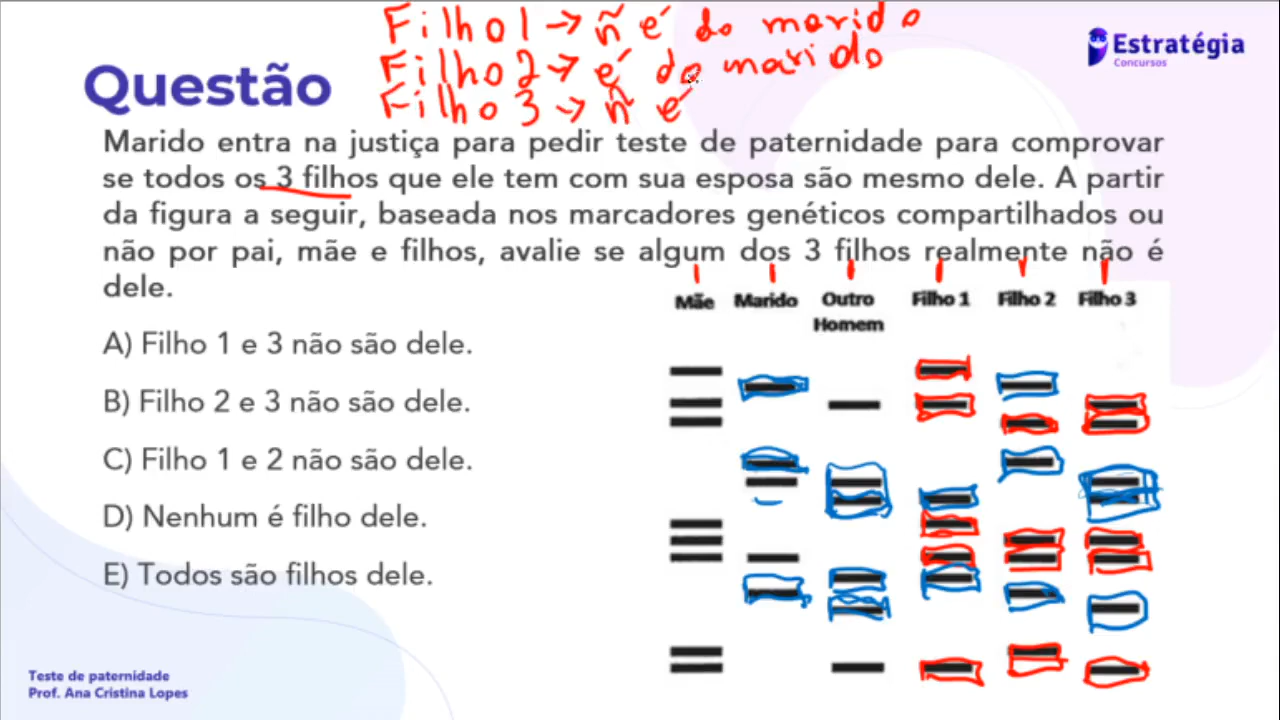 Filho 1 → ñ é do marido
Filho 2 → é do marido
Filho 3 → ñ é
Estratégia
Concursos
Questão
Marido entra na justiça para pedir teste de paternidade para comprovar
se todos os 3 filhos que ele tem com sua esposa são mesmo dele. A partir
da figura a seguir, baseada nos marcadores genéticos compartilhados ou
não por pai, mãe e filhos, avalie se algum dos 3 filhos realmente não é
dele.
Mãe Marido Outro Homem Filho 1 Filho 2 Filho 3
A) Filho 1 e 3 não são dele.
B) Filho 2 e 3 não são dele.
C) Filho 1 e 2 não são dele.
D) Nenhum é filho dele.
E) Todos são filhos dele.
Teste de paternidade
Prof. Ana Cristina Lopes